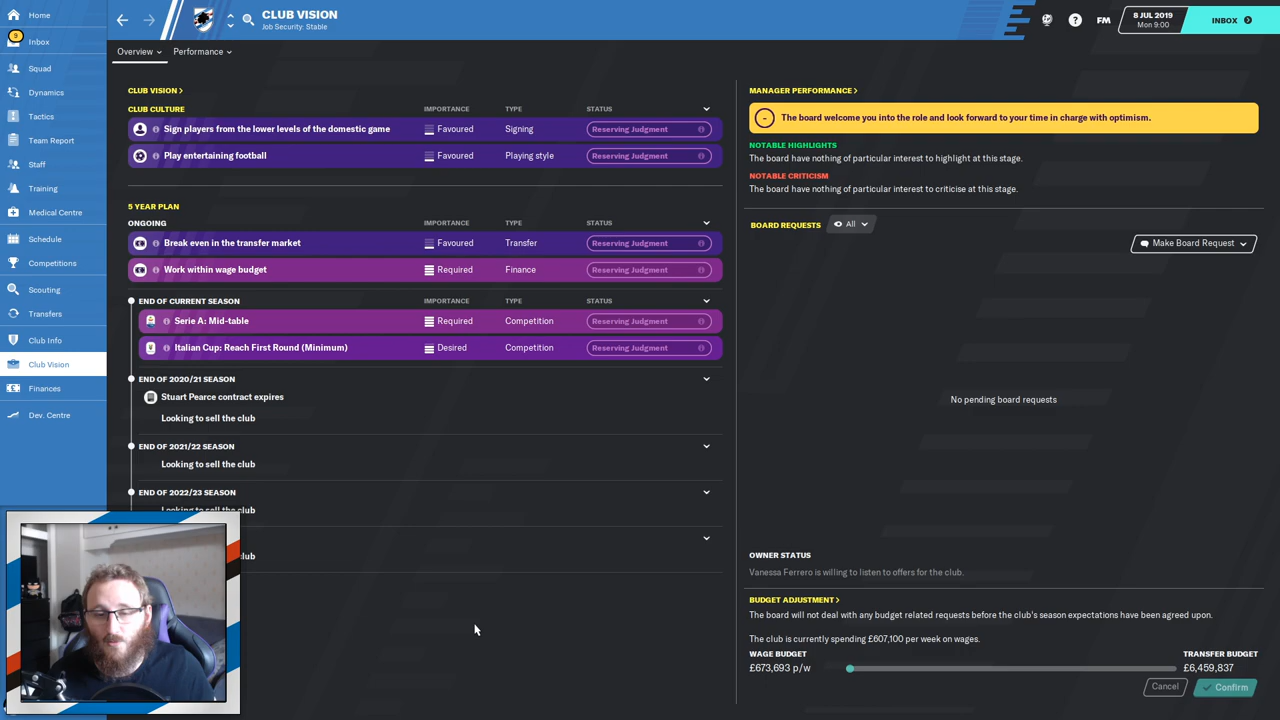 Home
3
Inbox
Squad
Dynamics
Tactics
Team Report
Staff
Training
Medical Centre
Schedule
Competitions
Scouting
Transfers
Club Info
Club Vision
Finances
Dev. Centre
CLUB VISION
Job Security: Stable
FM
8 JUL 2019
Mon 9:00
INBOX
Overview
Performance
CLUB VISION >
CLUB CULTURE IMPORTANCE TYPE STATUS
Sign players from the lower levels of the domestic game Favoured Signing Reserving Judgment
Play entertaining football Favoured Playing style Reserving Judgment
5 YEAR PLAN
ONGOING IMPORTANCE TYPE STATUS
Break even in the transfer market Favoured Transfer Reserving Judgment
Work within wage budget Required Finance Reserving Judgment
END OF CURRENT SEASON IMPORTANCE TYPE STATUS
Serie A: Mid-table Required Competition Reserving Judgment
Italian Cup: Reach First Round (Minimum) Desired Competition Reserving Judgment
END OF 2020/21 SEASON
Stuart Pearce contract expires
Looking to sell the club
END OF 2021/22 SEASON
Looking to sell the club
END OF 2022/23 SEASON
Looking to sell the club
club
MANAGER PERFORMANCE >
- The board welcome you into the role and look forward to your time in charge with optimism.
NOTABLE HIGHLIGHTS
The board have nothing of particular interest to highlight at this stage.
NOTABLE CRITICISM
The board have nothing of particular interest to criticise at this stage.
BOARD REQUESTS All
Make Board Request
No pending board requests
OWNER STATUS
Vanessa Ferrero is willing to listen to offers for the club.
BUDGET ADJUSTMENT >
The board will not deal with any budget related requests before the club's season expectations have been agreed upon.
The club is currently spending £607,100 per week on wages.
WAGE BUDGET TRANSFER BUDGET
£673,693 p/w £6,459,837
Cancel Confirm